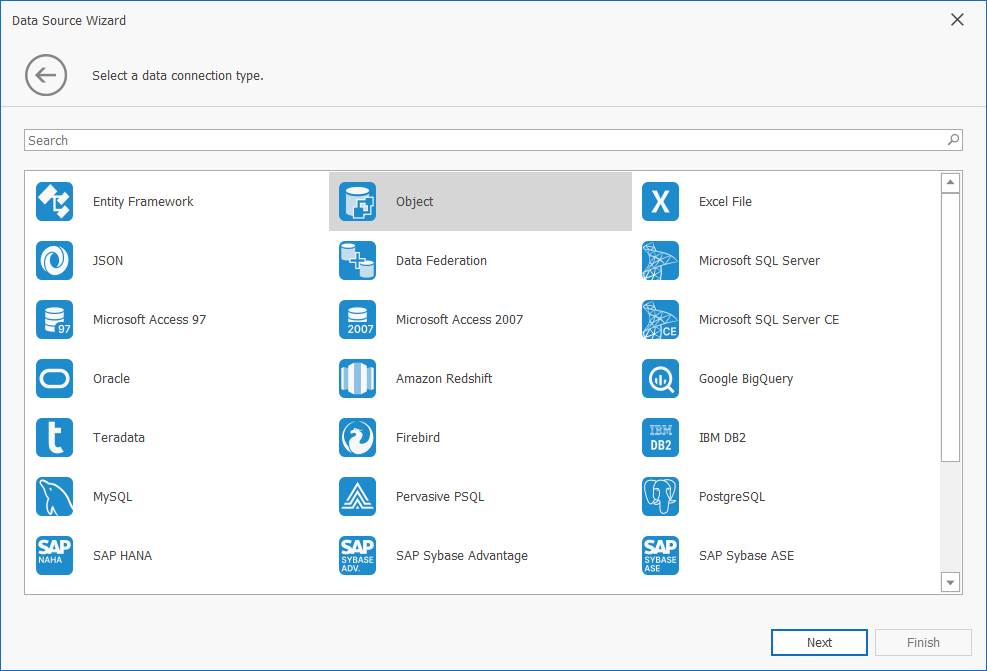 Data Source Wizard
Select a data connection type.
Search
Entity Framework
Object
X Excel File
JSON
Data Federation
Microsoft SQL Server
97 Microsoft Access 97
2007 Microsoft Access 2007
CE Microsoft SQL Server CE
Oracle
Amazon Redshift
Google BigQuery
t Teradata
Firebird
IBM DB2 IBM DB2
MySQL
Pervasive PSQL
PostgreSQL
SAP NAHA SAP HANA
SAP SYBASE ADV. SAP Sybase Advantage
SAP SYBASE ASE SAP Sybase ASE
Next
Finish